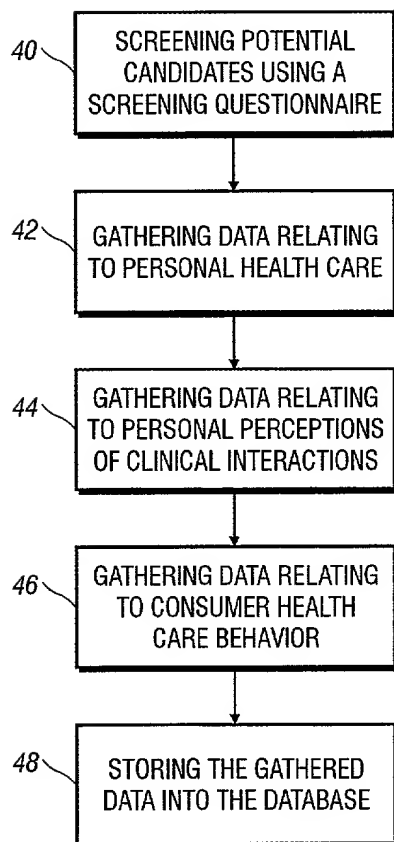 40
SCREENING POTENTIAL
CANDIDATES USING A
SCREENING QUESTIONNAIRE
42
GATHERING DATA RELATING
TO PERSONAL HEALTH CARE
44
GATHERING DATA RELATING
TO PERSONAL PERCEPTIONS
OF CLINICAL INTERACTIONS
46
GATHERING DATA RELATING
TO CONSUMER HEALTH
CARE BEHAVIOR
48
STORING THE GATHERED
DATA INTO THE DATABASE